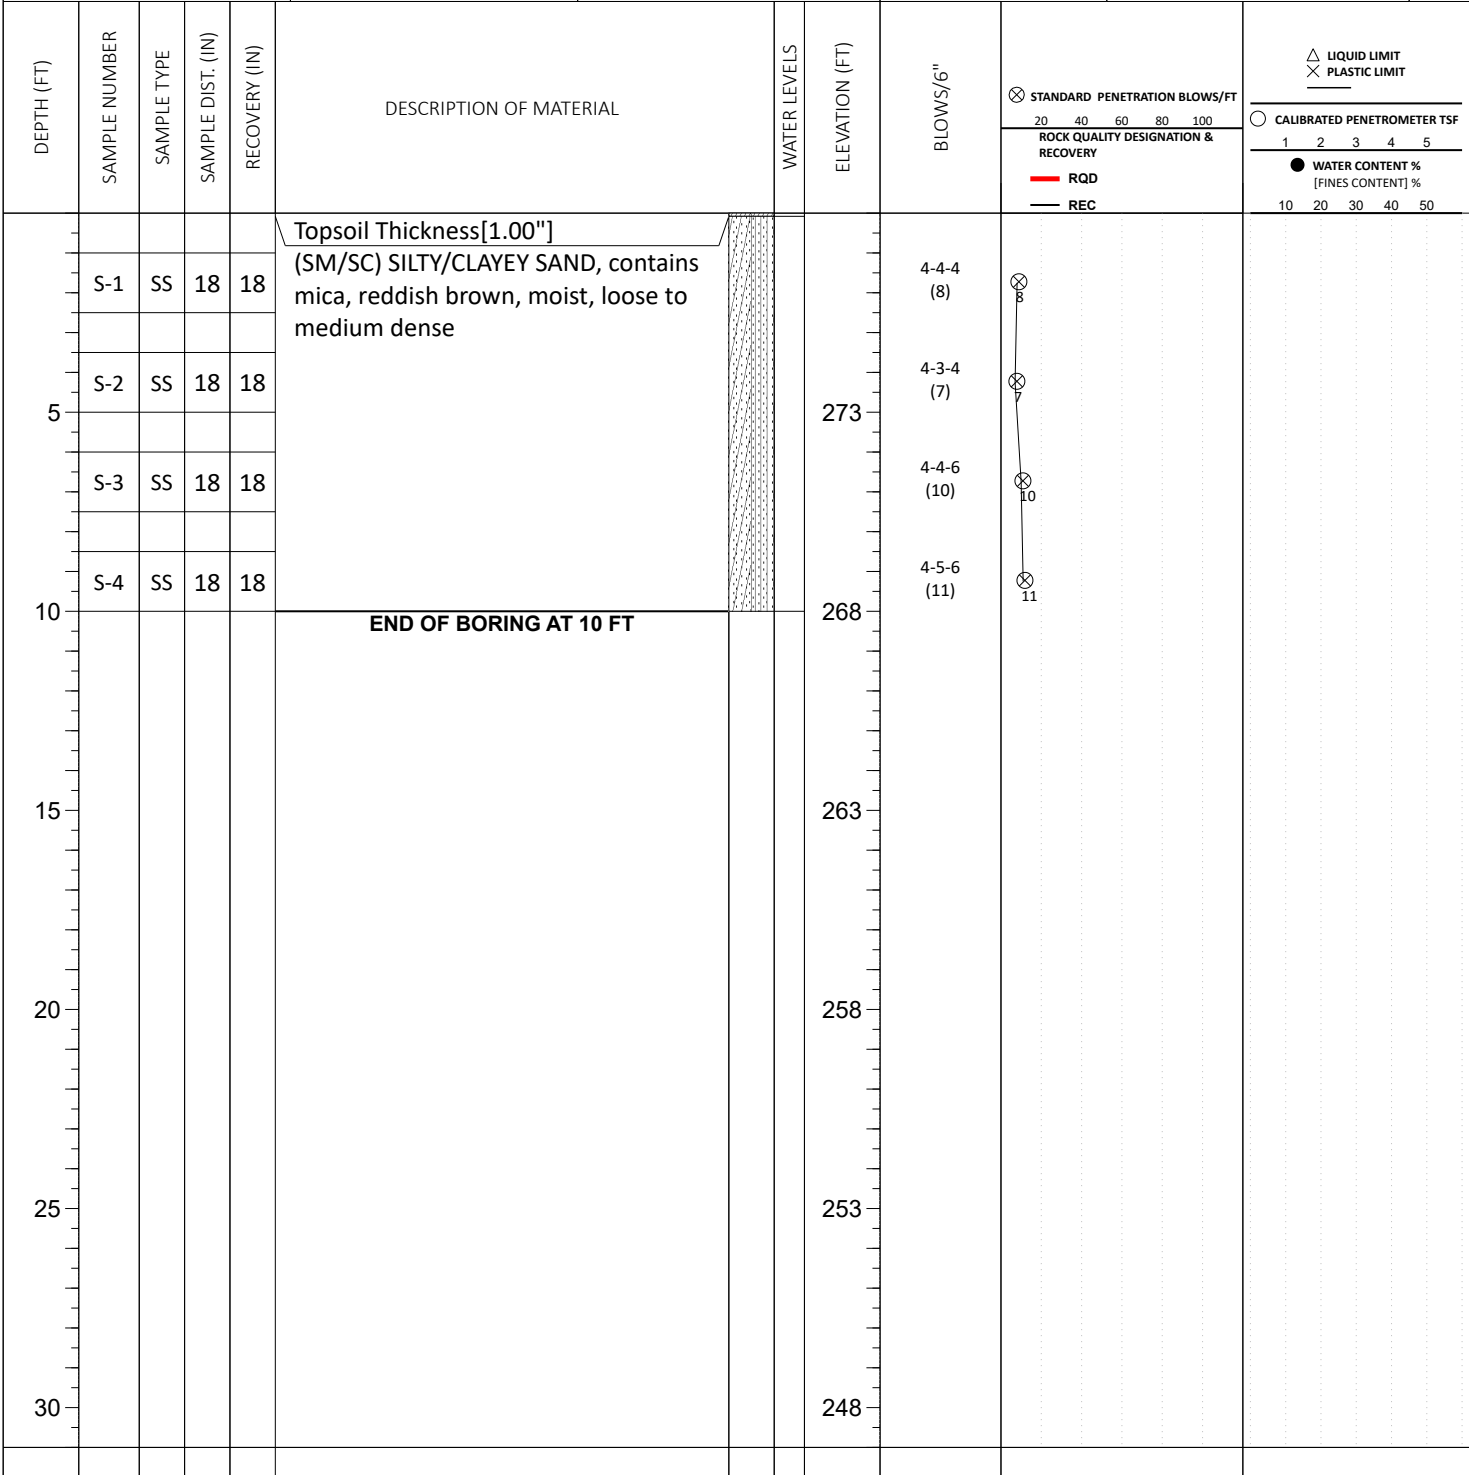 DEPTH (FT)
SAMPLE NUMBER
SAMPLE TYPE
SAMPLE DIST. (IN)
RECOVERY (IN)
DESCRIPTION OF MATERIAL
WATER LEVELS
ELEVATION (FT)
BLOWS/6"
STANDARD PENETRATION BLOWS/FT
20 40 60 80 100
ROCK QUALITY DESIGNATION &
RECOVERY
RQD
REC
LIQUID LIMIT
PLASTIC LIMIT
CALIBRATED PENETROMETER TSF
1 2 3 4 5
WATER CONTENT %
[FINES CONTENT] %
10 20 30 40 50
Topsoil Thickness[1.00"]
(SM/SC) SILTY/CLAYEY SAND, contains
mica, reddish brown, moist, loose to
medium dense
S-1 SS 18 18
4-4-4
(8)
8
S-2 SS 18 18
4-3-4
(7)
7
5
273
S-3 SS 18 18
4-4-6
(10)
10
S-4 SS 18 18
4-5-6
(11)
11
10
268
END OF BORING AT 10 FT
15
263
20
258
25
253
30
248